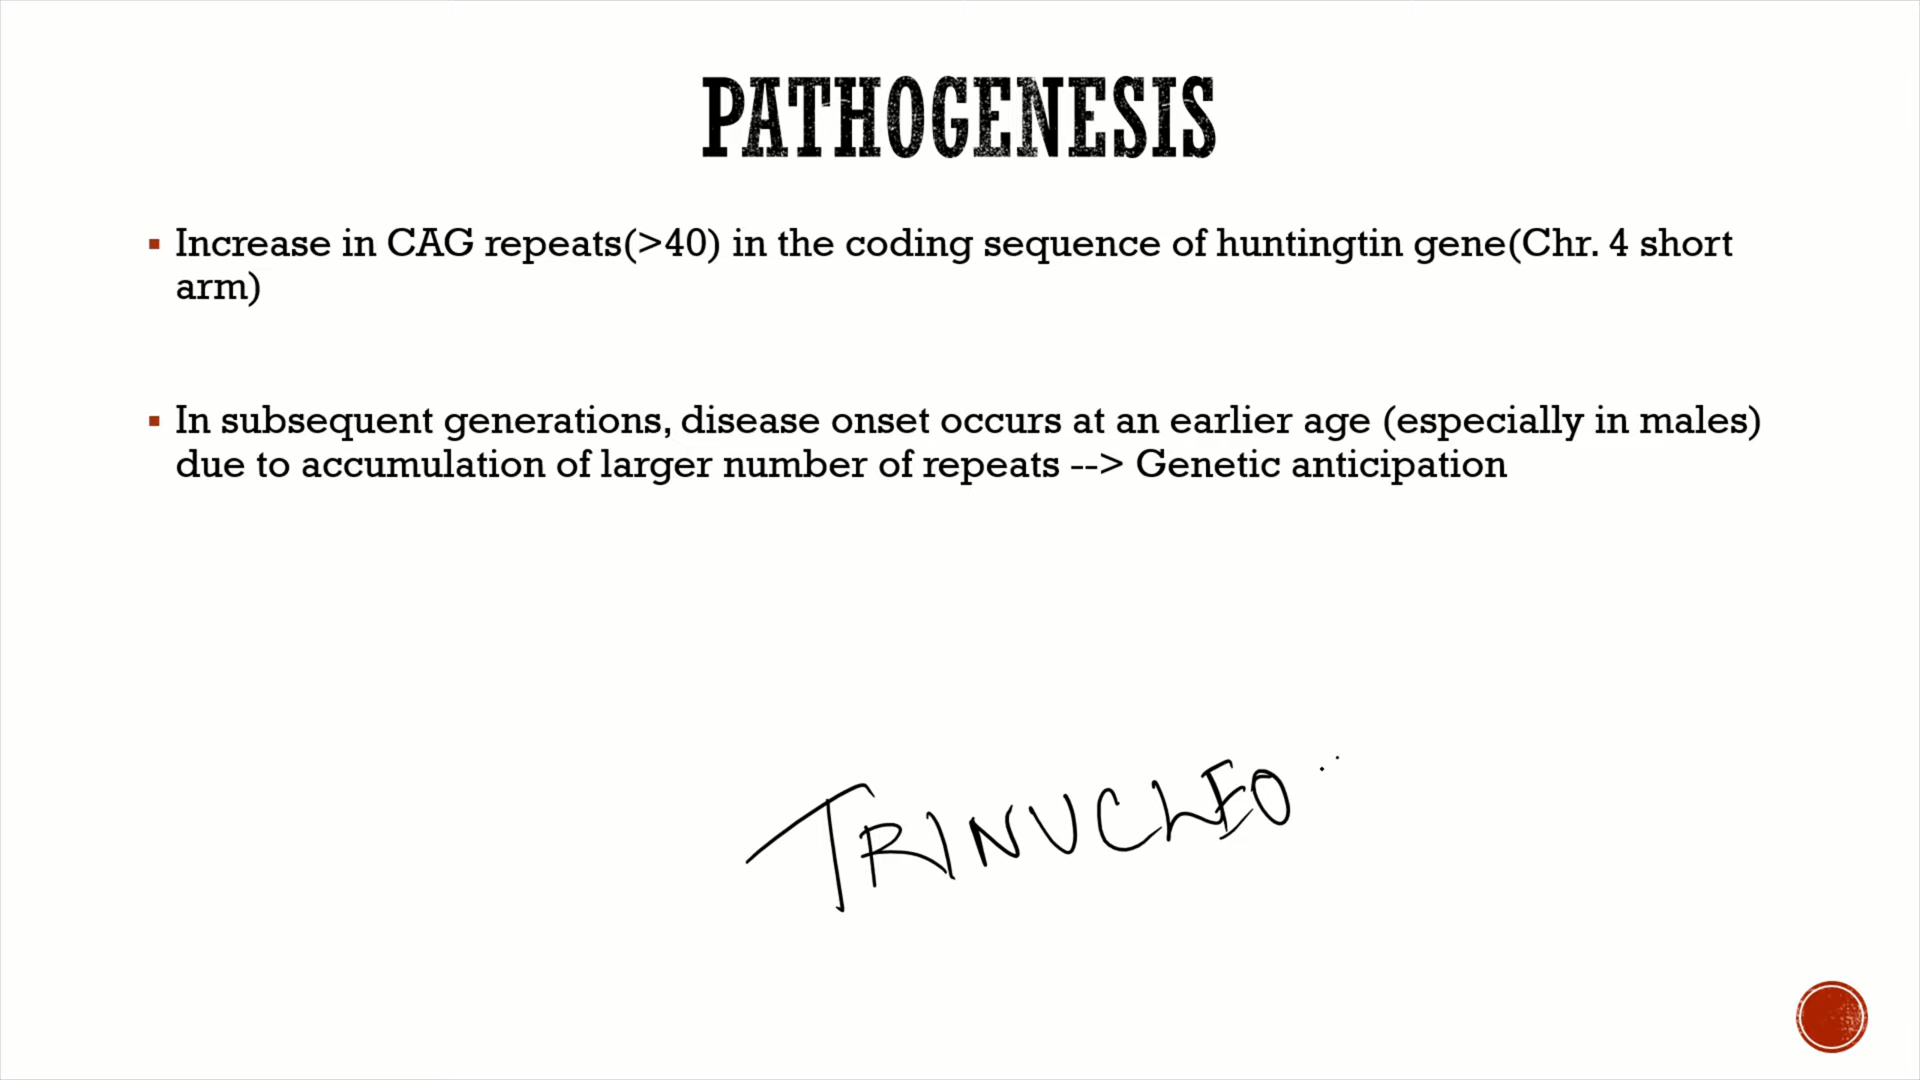 PATHOGENESIS
Increase in CAG repeats(>40) in the coding sequence of huntingtin gene(Chr. 4 short
arm)
In subsequent generations, disease onset occurs at an earlier age (especially in males)
due to accumulation of larger number of repeats --> Genetic anticipation
TRINUCLEO